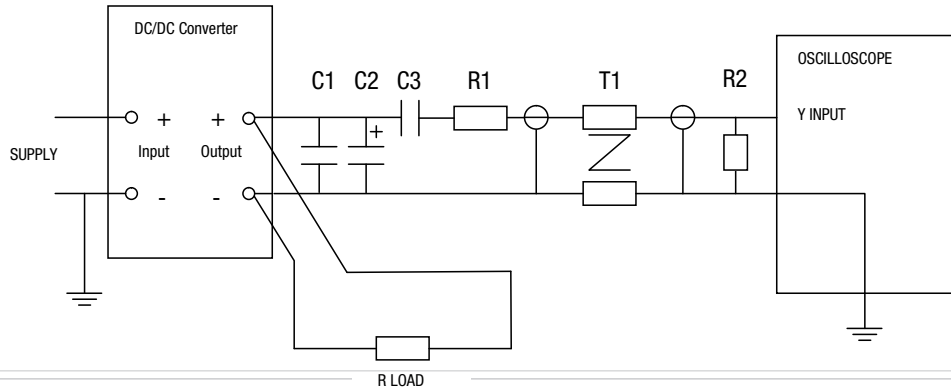 DC/DC Converter
OSCILLOSCOPE
C1 C2 C3 R1 T1 R2
Y INPUT
+ + +
SUPPLY Input Output
- -
R LOAD